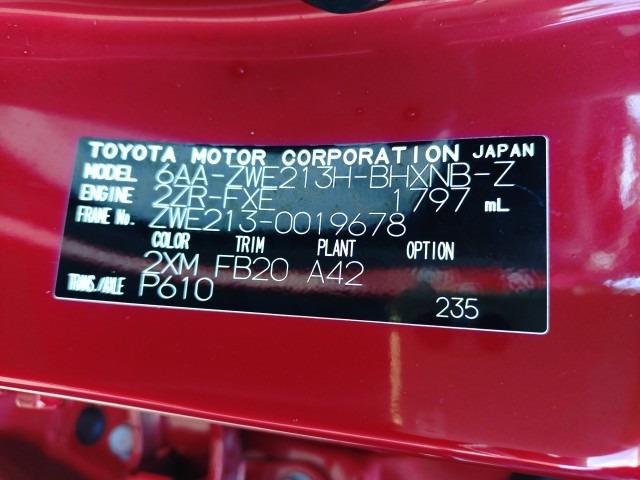 TOYOTA MOTOR CORPORATION JAPAN
MODEL 6AA-ZWE213H-BHXNB-Z
ENGINE 2ZR-FXE 1797 mL
FRAME No. ZWE213-0019678
COLOR TRIM PLANT OPTION
2XM FB20 A42
TRANS./AXLE P610 235